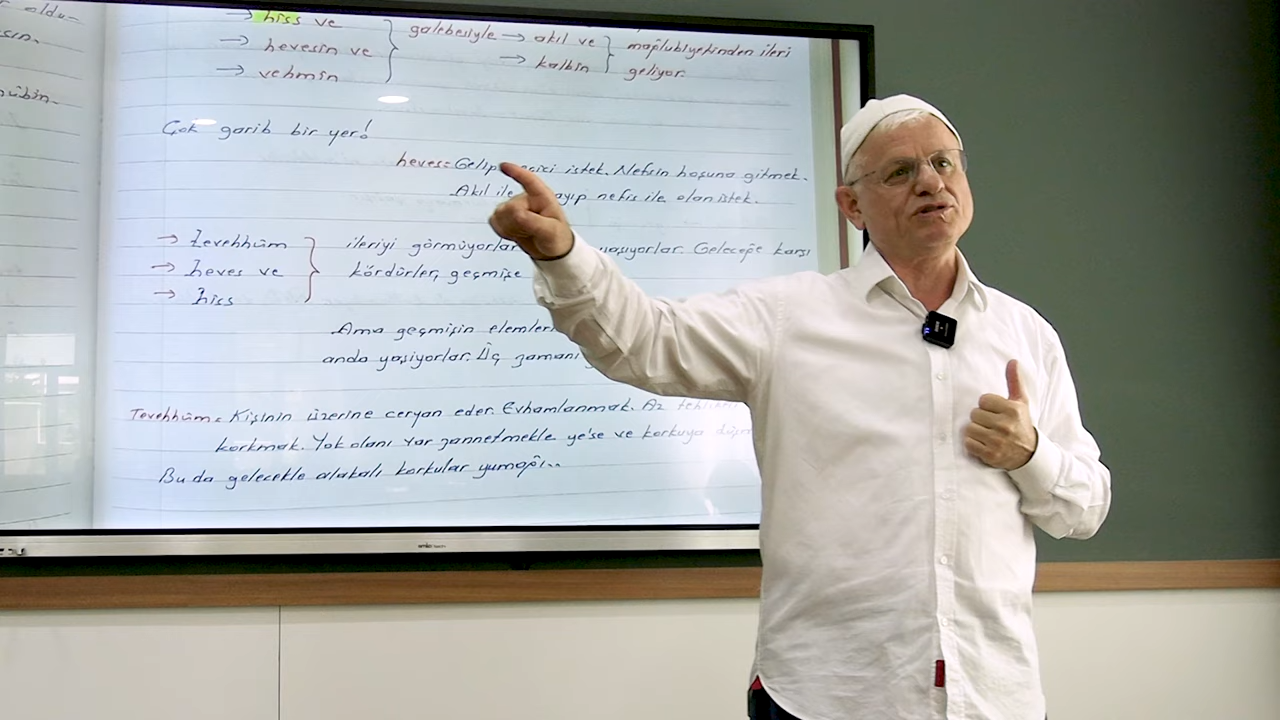 oldu-
→ hiss ve
→ hevesin ve
→ vehmin
galebesiyle → akıl ve
→ kalbin
mağlubiyetinden ileri
geliyor.
Çok garib bir yer!
heves = Gelip istek. Nefsin hoşuna gitmek.
Akıl ile nefis ile olan istek.
→ Tevehhüm
→ heves ve
→ hiss
ileriyi görmüyorlar yaşıyorlar. Geleceğe karşı
kördürler, geçmişe
Ama geçmişin elemleri
anda yaşıyorlar. Üç zamanı
Tevehhüm = Kişinin üzerine ceryan eder. Evhamlanmak. Az
korkmak. Yok olanı var zannetmekle ye'se ve korkuya
Bu da gelecekle alakalı korkular yumağı...